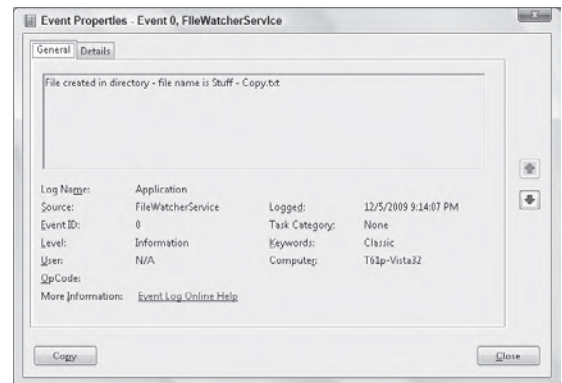 Event Properties - Event 0, FileWatcherService
General Details
File created in directory - file name is Stuff - Copy.txt
Log Name: Application
Source: FileWatcherService Logged: 12/5/2009 9:14:07 PM
Event ID: 0 Task Category: None
Level: Information Keywords: Classic
User: N/A Computer: T61p-Vista32
OpCode:
More Information: Event Log Online Help
Copy Close